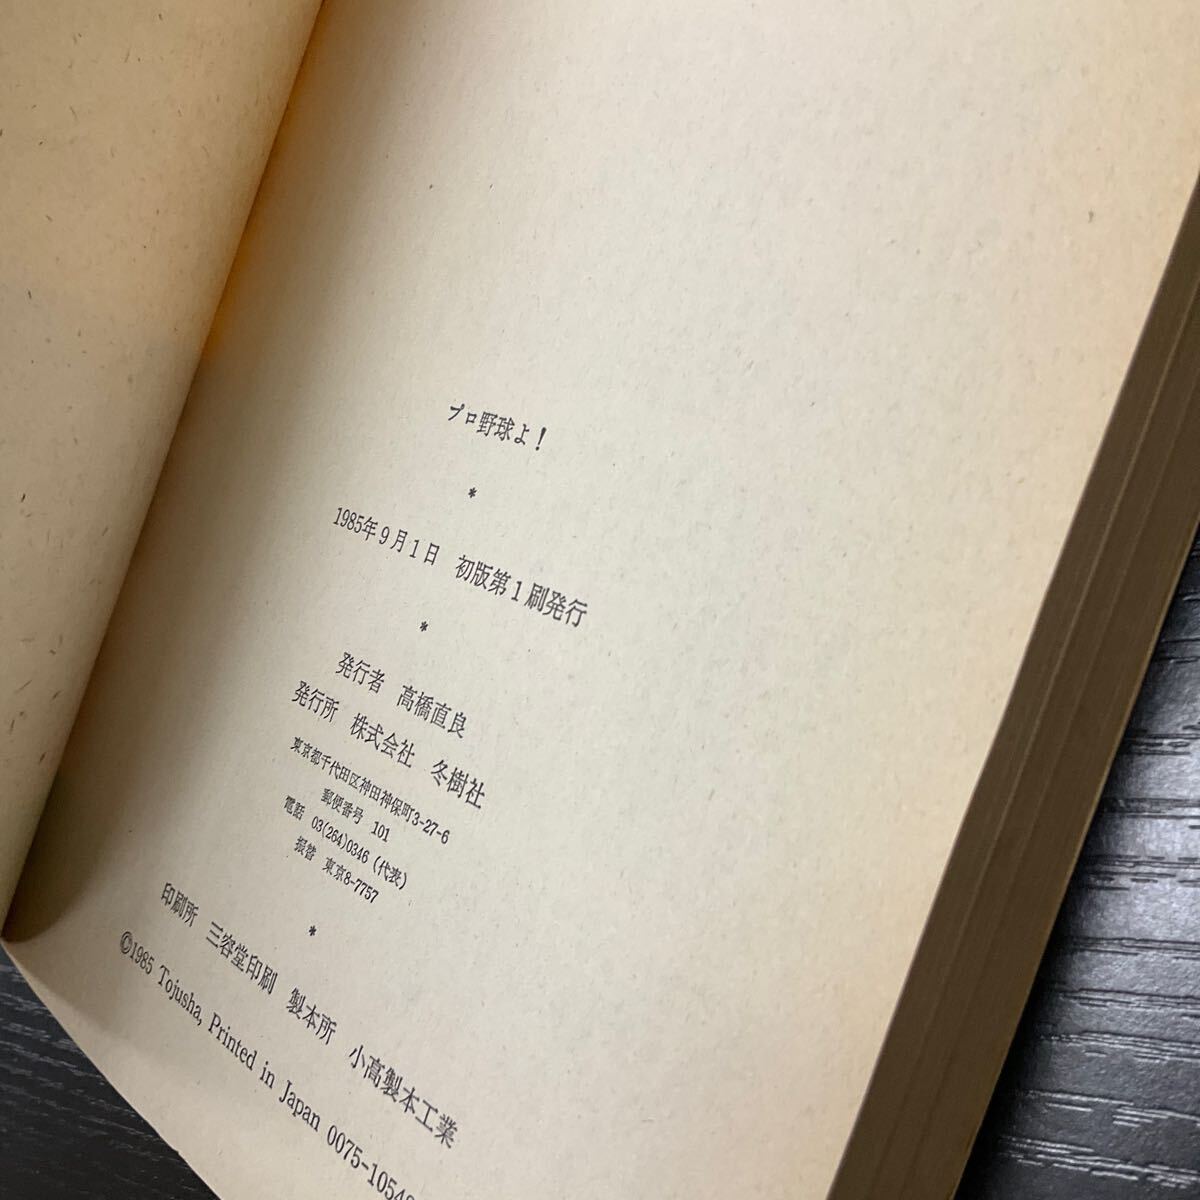 プロ野球よ！
*
1985年9月1日　初版第1刷発行
*
発行者　高橋直良
発行所　株式会社　冬樹社
東京都千代田区神田神保町3-27-6
郵便番号　101
電話　03(264)0346（代表）
振替　東京8-7757
*
印刷所　三容堂印刷　製本所　小高製本工業
©1985 Tojusha, Printed in Japan 0075-1054